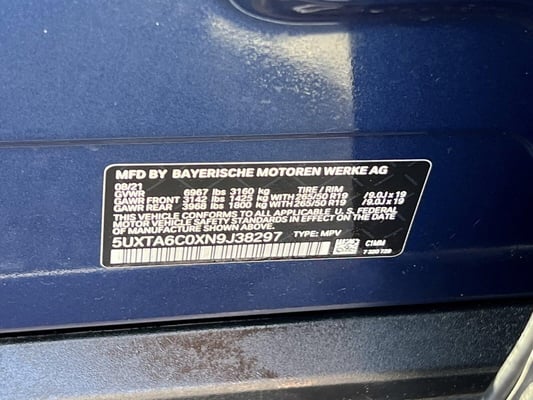 MFD BY BAYERISCHE MOTOREN WERKE AG
08/21
GVWR 6967 lbs 3160 kg TIRE / RIM
GAWR FRONT 3142 lbs 1425 kg WITH 265/50 R19 /9.0J x 19
GAWR REAR 3968 lbs 1800 kg WITH 265/50 R19 /9.0J x 19
THIS VEHICLE CONFORMS TO ALL APPLICABLE U.S. FEDERAL
MOTOR VEHICLE SAFETY STANDARDS IN EFFECT ON THE DATE
OF MANUFACTURE SHOWN ABOVE.
5UXTA6C0XN9J38297 TYPE: MPV
C1MM